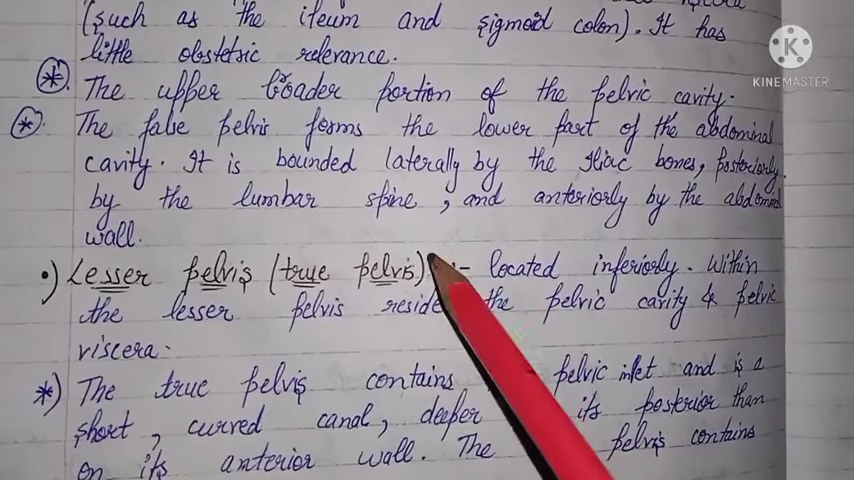 (such as the ileum and sigmoid colon). It has
little obstetric relevance.
* The upper broader portion of the pelvic cavity.
* The false pelvis forms the lower part of the abdominal
cavity. It is bounded laterally by the iliac bones, posteriorly
by the lumbar spine, and anteriorly by the abdominal
wall.
•) Lesser pelvis (true pelvis) :- located inferiorly. Within
the lesser pelvis reside the pelvic cavity & pelvic
viscera.
*) The true pelvis contains pelvic inlet and is a
short, curved canal, deeper its posterior than
on its anterior wall. The pelvis contains
K
KINEMASTER